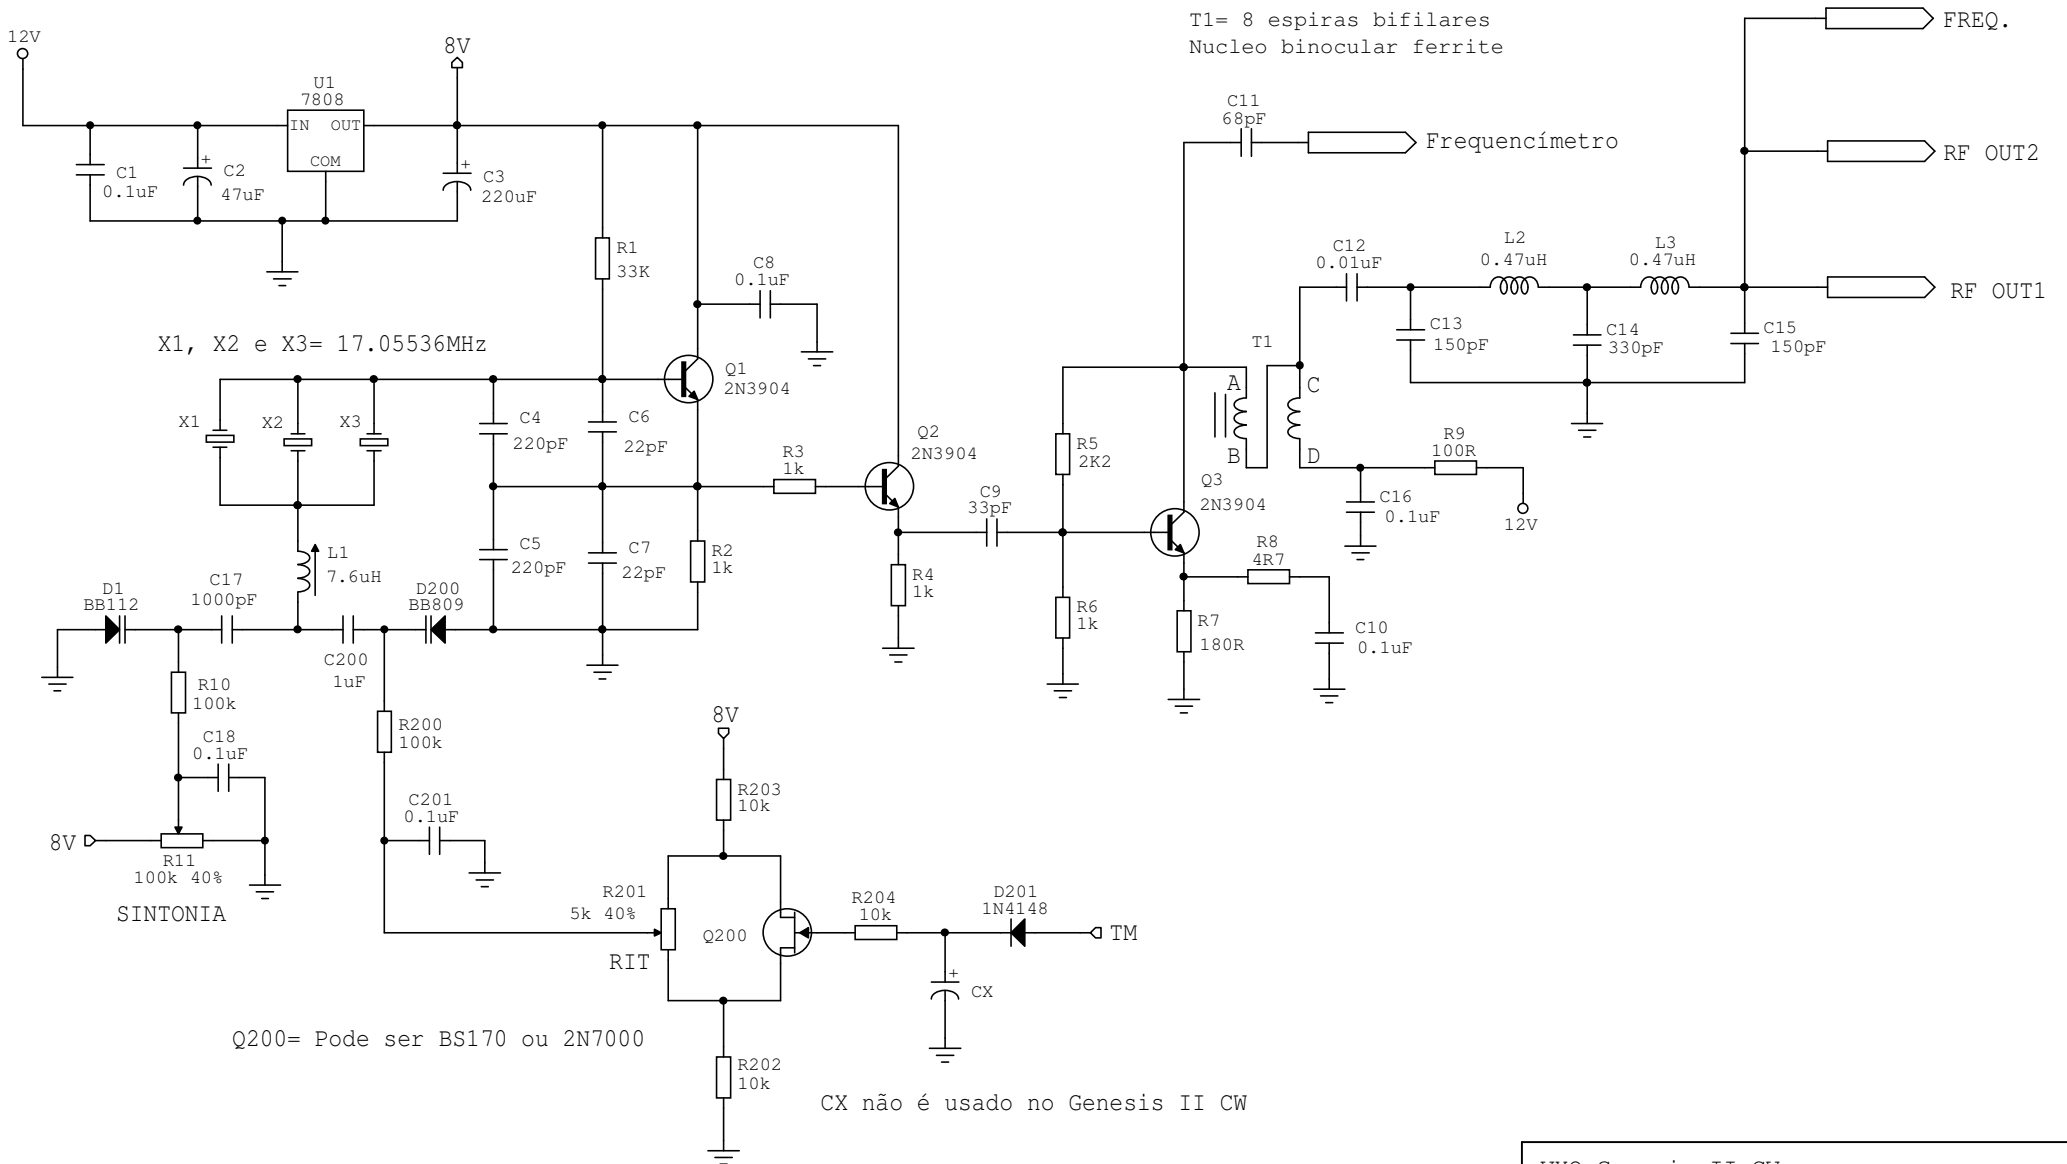 T1= 8 espiras bifilares
Nucleo binocular ferrite
FREQ.
12V
8V
U1
7808
IN OUT
COM
C1
0.1uF
C2
+
47uF
C3
+
220uF
C11
68pF
Frequencímetro
RF OUT2
R1
33K
C8
0.1uF
C12
0.01uF
L2
0.47uH
L3
0.47uH
RF OUT1
X1, X2 e X3= 17.05536MHz
C13
150pF
C14
330pF
C15
150pF
T1
Q1
2N3904
A
B
C
D
X1
X2
X3
C4
220pF
C6
22pF
R3
1k
Q2
2N3904
R5
2K2
Q3
2N3904
R9
100R
C16
0.1uF
12V
C9
33pF
L1
7.6uH
C5
220pF
C7
22pF
R2
1k
R4
1k
R6
1k
R8
4R7
R7
180R
C10
0.1uF
D1
BB112
C17
1000pF
D200
BB809
C200
1uF
R10
100k
C18
0.1uF
R200
100k
8V
R203
10k
C201
0.1uF
8V
R11
100k 40%
SINTONIA
R201
5k 40%
RIT
Q200
R204
10k
D201
1N4148
TM
+
CX
Q200= Pode ser BS170 ou 2N7000
R202
10k
CX não é usado no Genesis II CW